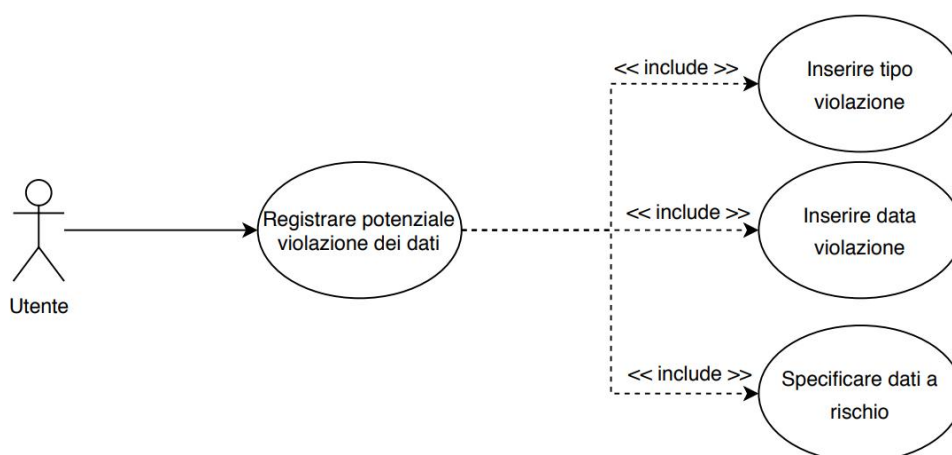 << include >>
Inserire tipo
violazione
Registrare potenziale
violazione dei dati
<< include >>
Inserire data
violazione
Utente
<< include >>
Specificare dati a
rischio